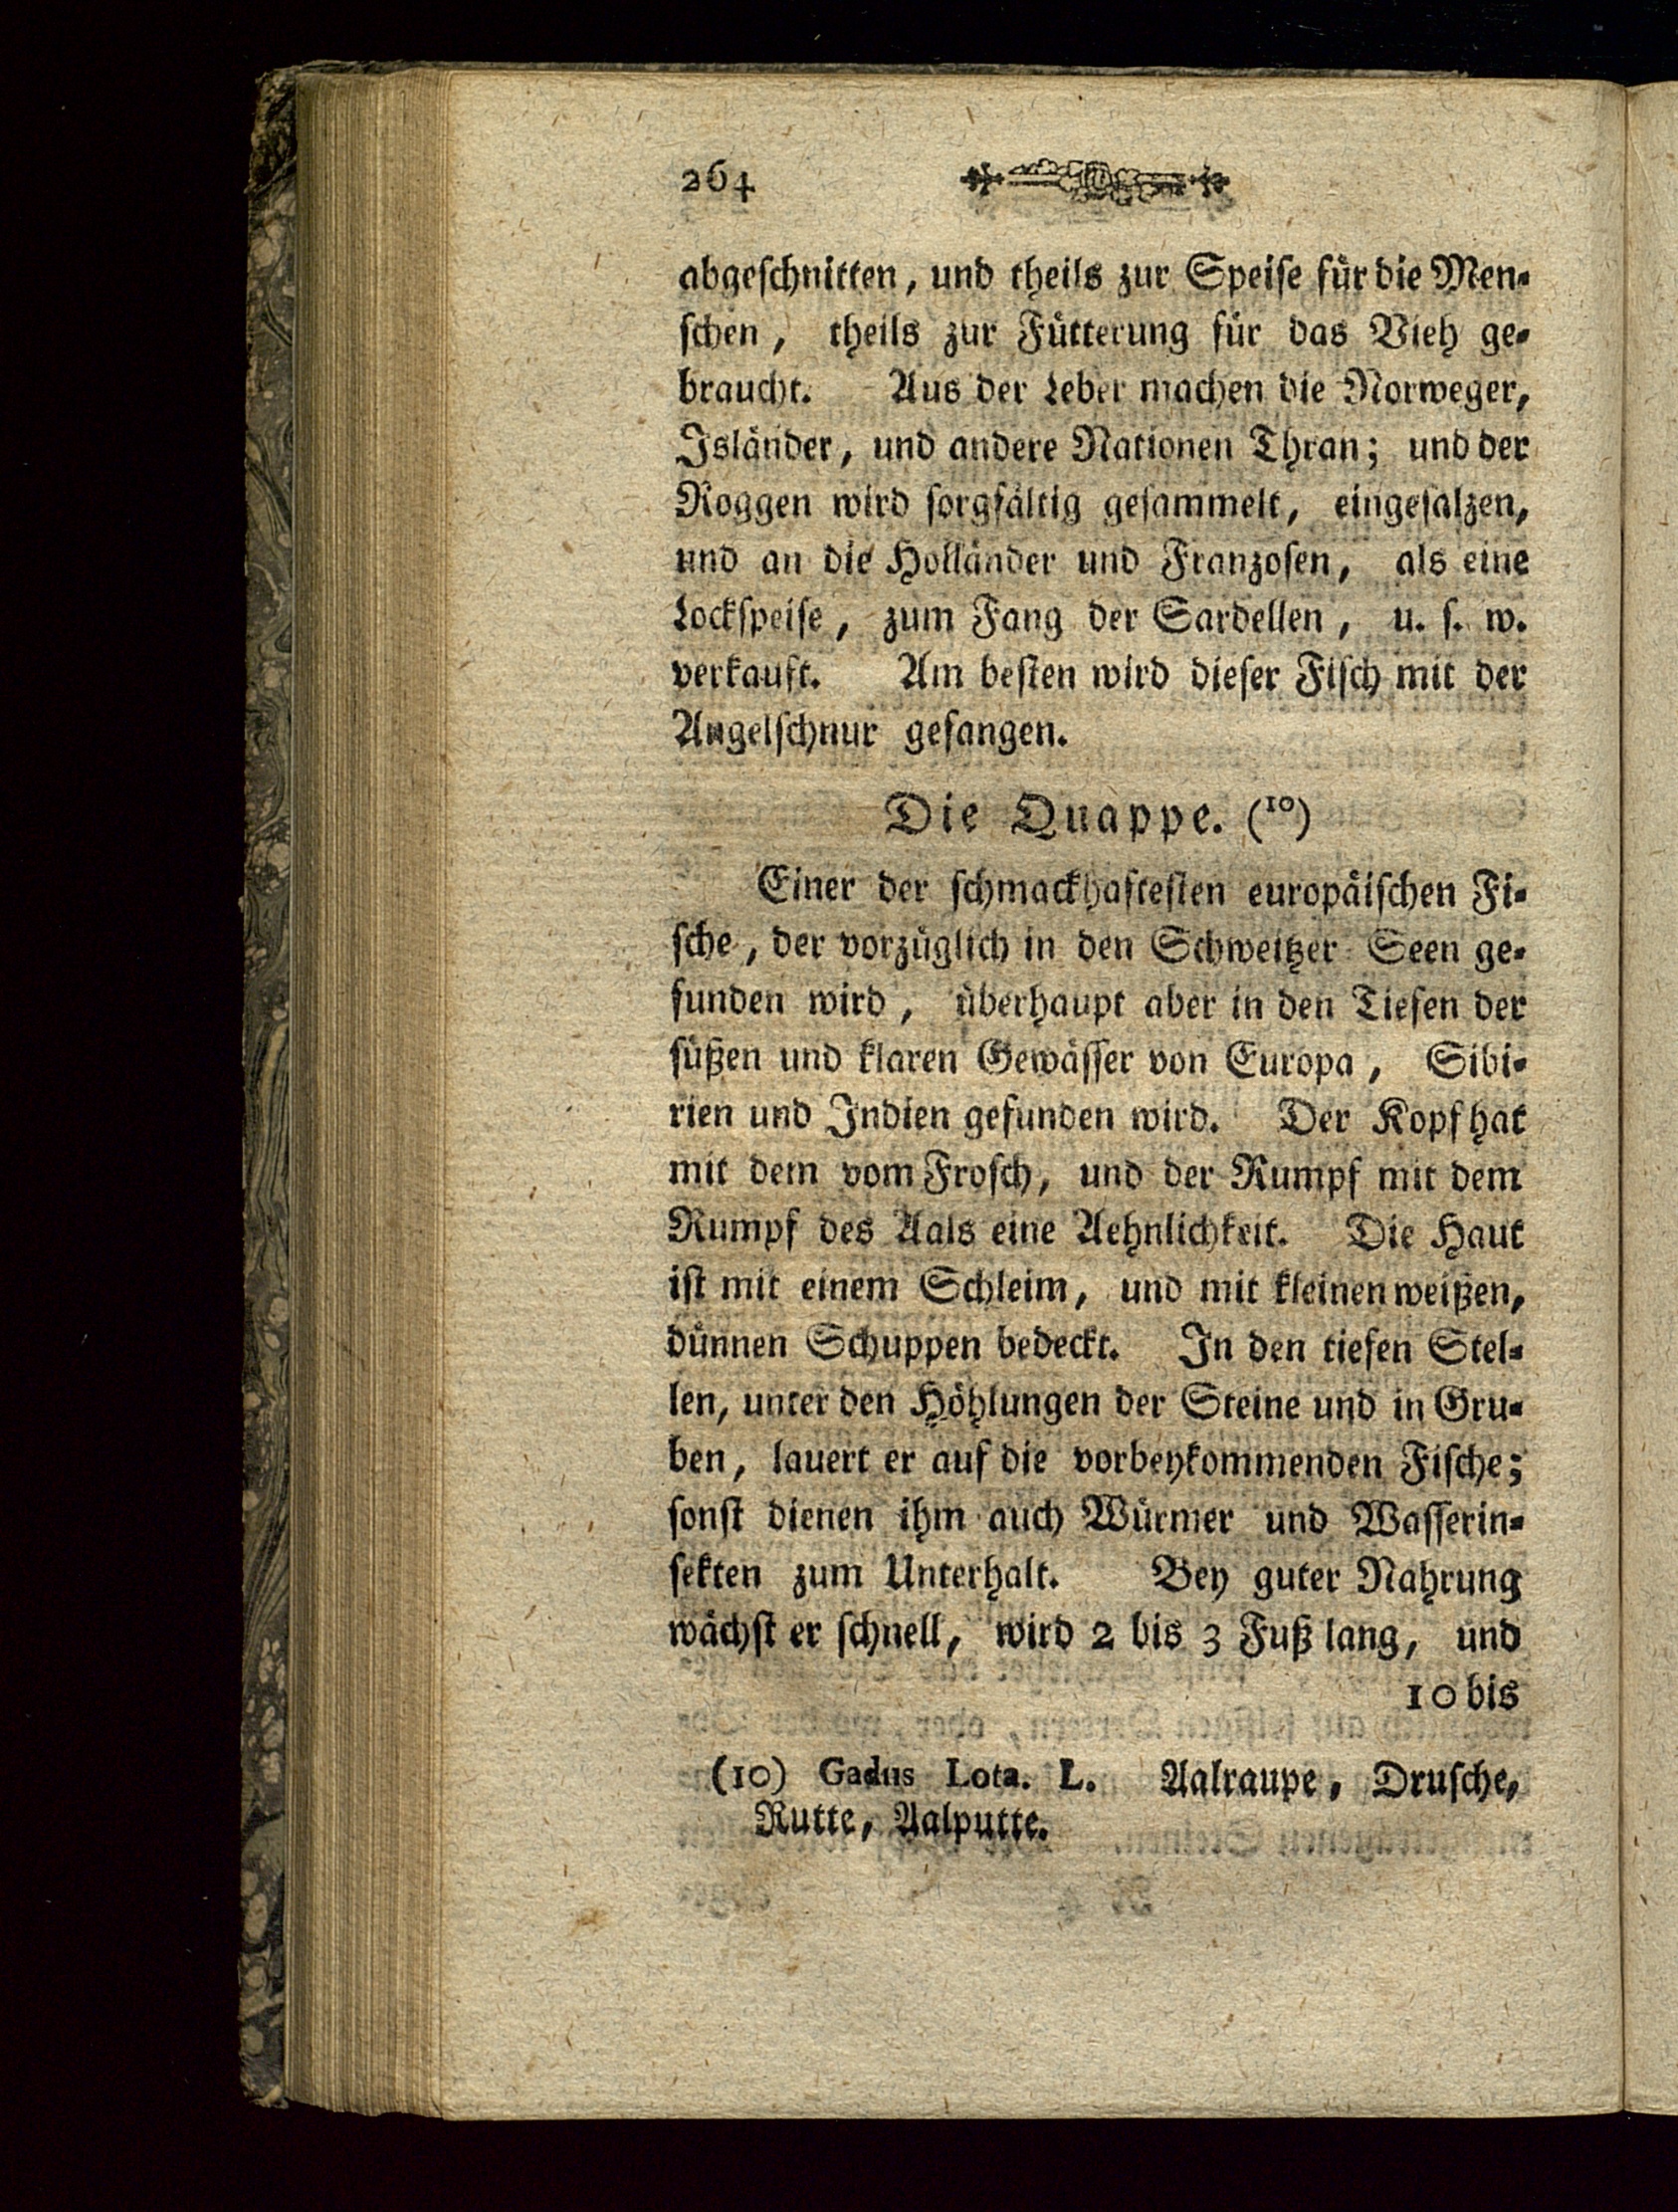 264
abgeschnitten, und theils zur Speise für die Men-
schen, theils zur Fütterung für das Vieh ge-
braucht. Aus der Leber machen die Norweger,
Isländer, und andere Nationen Thran; und der
Roggen wird sorgfältig gesammelt, eingesalzen,
und an die Holländer und Franzosen, als eine
Lockspeise, zum Fang der Sardellen, u. s. w.
verkauft. Am besten wird dieser Fisch mit der
Angelschnur gefangen.
Die Quappe. (10)
Einer der schmackhaftesten europäischen Fi-
sche, der vorzüglich in den Schweitzer Seen ge-
funden wird, überhaupt aber in den Tiefen der
süßen und klaren Gewässer von Europa, Sibi-
rien und Indien gefunden wird. Der Kopf hat
mit dem vom Frosch, und der Rumpf mit dem
Rumpf des Aals eine Aehnlichkeit. Die Haut
ist mit einem Schleim, und mit kleinen weißen,
dünnen Schuppen bedeckt. In den tiefen Stel-
len, unter den Höhlungen der Steine und in Gru-
ben, lauert er auf die vorbeykommenden Fische;
sonst dienen ihm auch Würmer und Wasserin-
sekten zum Unterhalt. Bey guter Nahrung
wächst er schnell, wird 2 bis 3 Fuß lang, und
10 bis
(10) Gadus Lota. L. Aalraupe, Drusche,
Rutte, Aalputte.